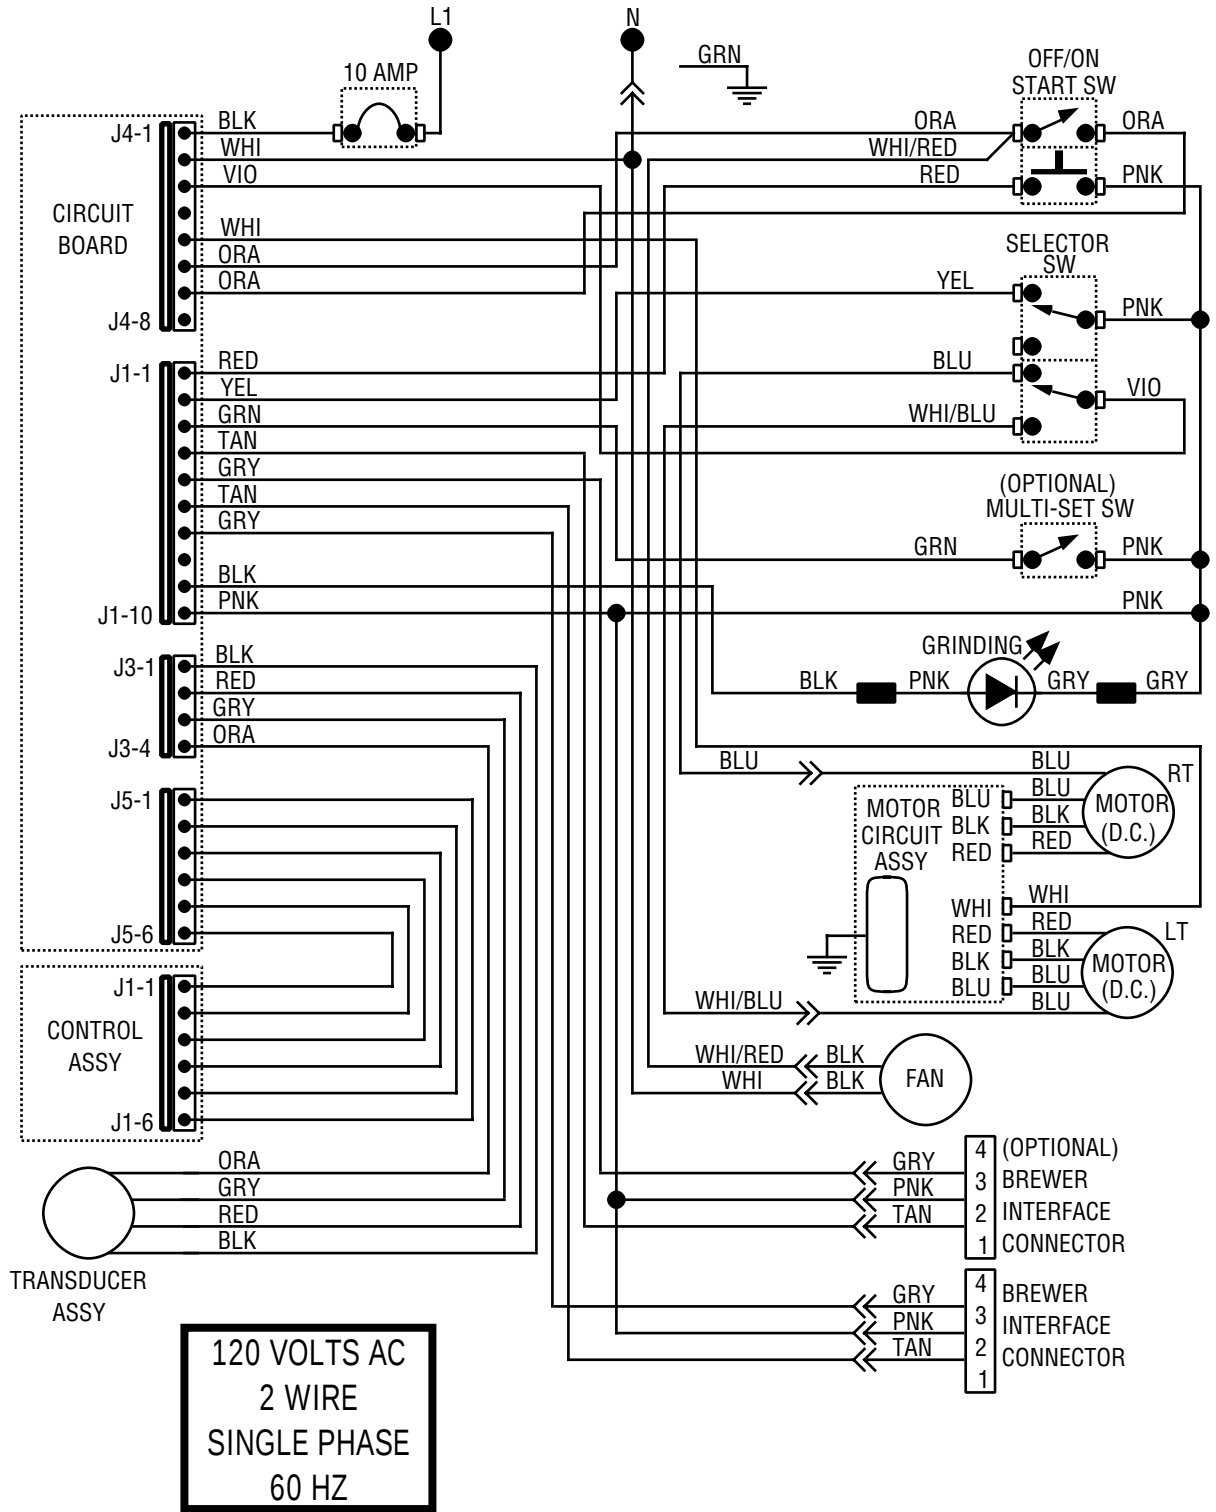 L1
N
10 AMP
GRN
OFF/ON
START SW
J4-1
BLK
WHI
VIO
WHI
ORA
ORA
J4-8
CIRCUIT
BOARD
ORA
WHI/RED
RED
ORA
PNK
SELECTOR
SW
YEL
PNK
BLU
VIO
WHI/BLU
(OPTIONAL)
MULTI-SET SW
GRN
PNK
J1-1
RED
YEL
GRN
TAN
GRY
TAN
GRY
BLK
PNK
J1-10
PNK
GRINDING
BLK
PNK
GRY
GRY
J3-1
BLK
RED
GRY
ORA
J3-4
J5-1
J5-6
BLU
BLU
RT
MOTOR
CIRCUIT
ASSY
BLU
BLK
RED
BLU
BLK
RED
MOTOR
(D.C.)
WHI
RED
BLK
BLU
WHI
RED
BLK
BLU
BLU
LT
MOTOR
(D.C.)
WHI/BLU
CONTROL
ASSY
J1-1
J1-6
WHI/RED
WHI
BLK
BLK
FAN
ORA
GRY
RED
BLK
TRANSDUCER
ASSY
GRY
PNK
TAN
4
3
2
1
(OPTIONAL)
BREWER
INTERFACE
CONNECTOR
GRY
PNK
TAN
4
3
2
1
BREWER
INTERFACE
CONNECTOR
120 VOLTS AC
2 WIRE
SINGLE PHASE
60 HZ